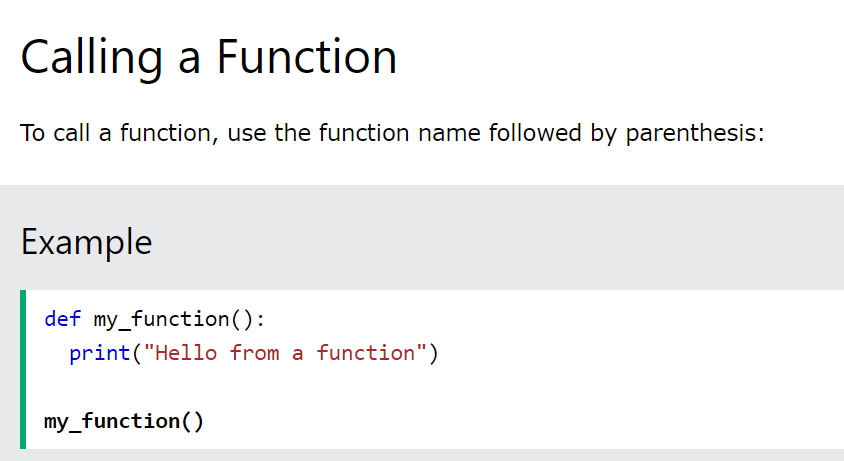 Calling a Function
To call a function, use the function name followed by parenthesis:
Example
def my_function():
  print("Hello from a function")
my_function()